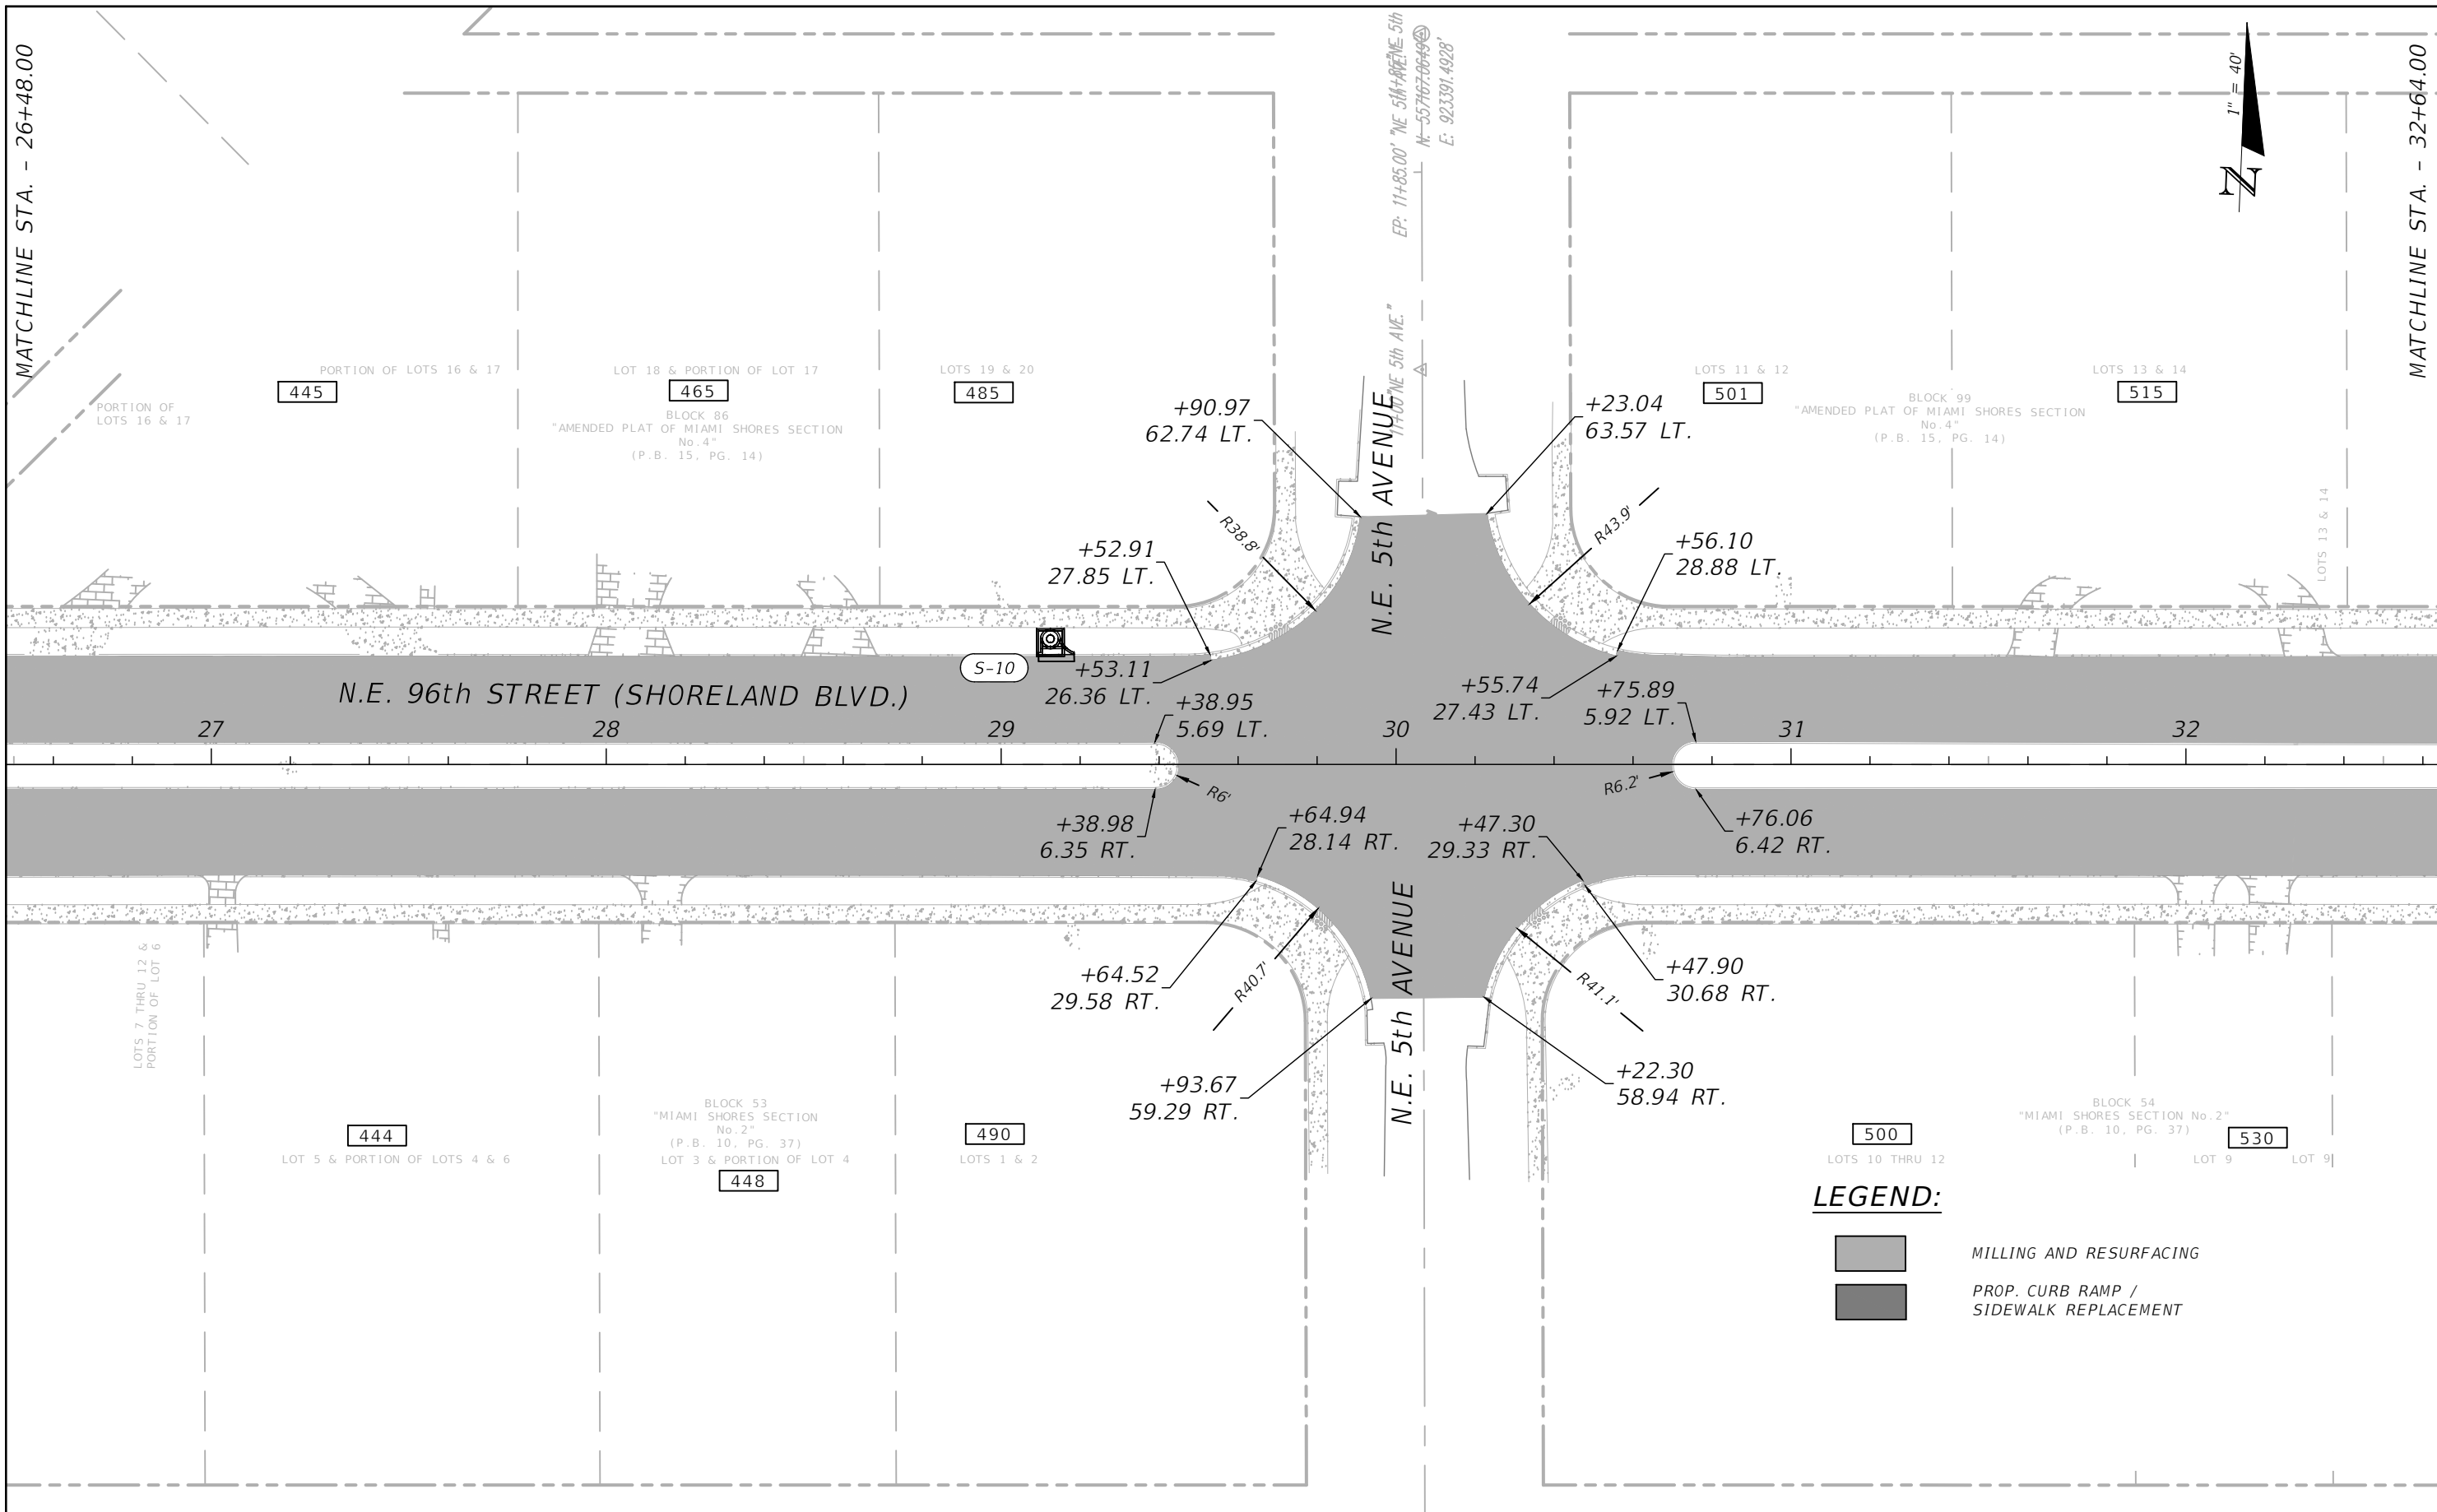 MATCHLINE STA. - 26+48.00
MATCHLINE STA. - 32+64.00
1" = 40'
N
EP: 11+85.00' "NE 5th AVE."
E: 923391.4928'
11+00 "NE 5th AVE."
PORTION OF LOTS 16 & 17
445
PORTION OF
LOTS 16 & 17
LOT 18 & PORTION OF LOT 17
465
BLOCK 86
"AMENDED PLAT OF MIAMI SHORES SECTION
No.4"
(P.B. 15, PG. 14)
LOTS 19 & 20
485
LOTS 11 & 12
501
BLOCK 99
"AMENDED PLAT OF MIAMI SHORES SECTION
No.4"
(P.B. 15, PG. 14)
LOTS 13 & 14
515
LOTS 13 & 14
+90.97
62.74 LT.
+23.04
63.57 LT.
N.E. 5th AVENUE
R38.8'
R43.9'
+52.91
27.85 LT.
+56.10
28.88 LT.
S-10
+53.11
26.36 LT.
+55.74
27.43 LT.
+75.89
5.92 LT.
+38.95
5.69 LT.
N.E. 96th STREET (SHORELAND BLVD.)
27
28
29
30
31
32
R6'
R6.2'
+38.98
6.35 RT.
+64.94
28.14 RT.
+47.30
29.33 RT.
+76.06
6.42 RT.
+64.52
29.58 RT.
R40.7'
R41.1'
+47.90
30.68 RT.
N.E. 5th AVENUE
+93.67
59.29 RT.
+22.30
58.94 RT.
LOTS 7 THRU 12 &
PORTION OF LOT 6
444
LOT 5 & PORTION OF LOTS 4 & 6
BLOCK 53
"MIAMI SHORES SECTION
No.2"
(P.B. 10, PG. 37)
LOT 3 & PORTION OF LOT 4
448
490
LOTS 1 & 2
500
LOTS 10 THRU 12
BLOCK 54
"MIAMI SHORES SECTION No.2"
(P.B. 10, PG. 37)
530
LOT 9
LOT 9
LEGEND:
MILLING AND RESURFACING
PROP. CURB RAMP /
SIDEWALK REPLACEMENT